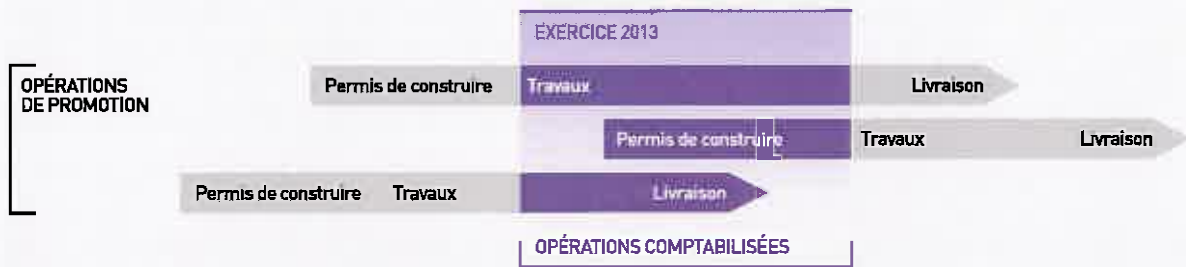 EXERCICE 2013
OPÉRATIONS
DE PROMOTION
Permis de construire Travaux Livraison
Permis de construire Travaux Livraison
Permis de construire Travaux Livraison
OPÉRATIONS COMPTABILISÉES